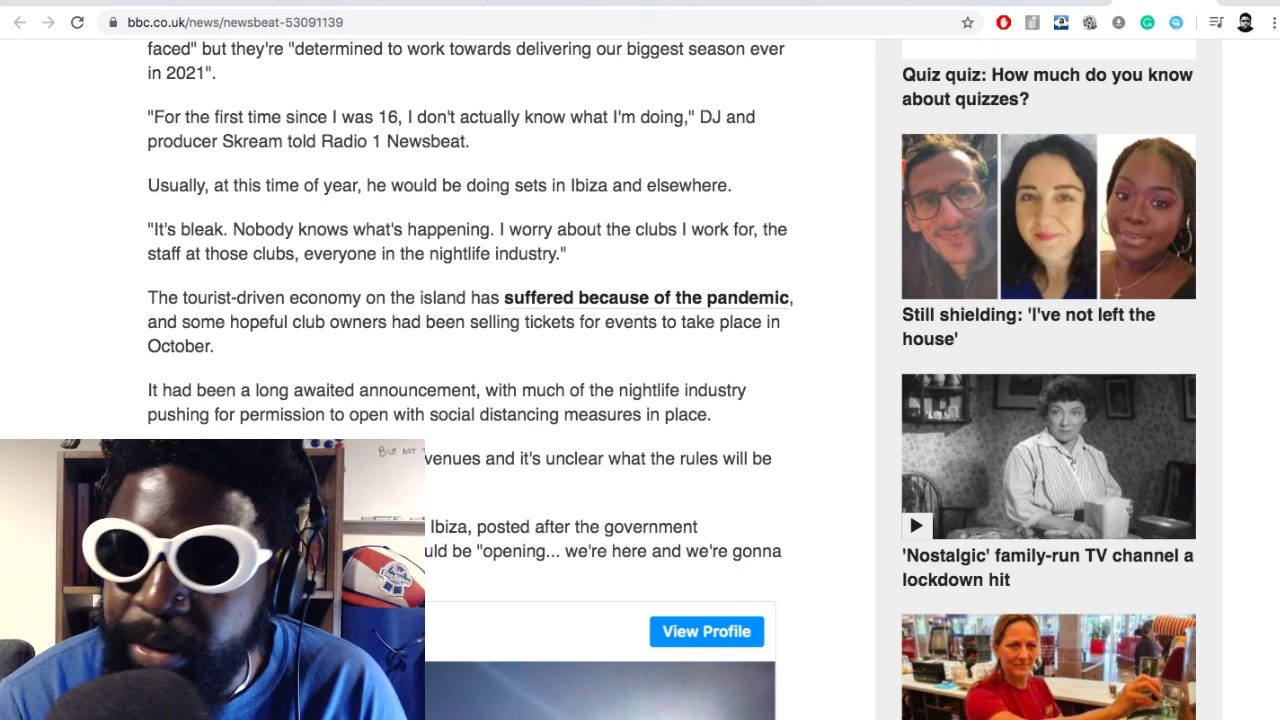 bbc.co.uk/news/newsbeat-53091139
faced" but they're "determined to work towards delivering our biggest season ever
in 2021".
"For the first time since I was 16, I don't actually know what I'm doing," DJ and
producer Skream told Radio 1 Newsbeat.
Usually, at this time of year, he would be doing sets in Ibiza and elsewhere.
"It's bleak. Nobody knows what's happening. I worry about the clubs I work for, the
staff at those clubs, everyone in the nightlife industry."
The tourist-driven economy on the island has suffered because of the pandemic,
and some hopeful club owners had been selling tickets for events to take place in
October.
It had been a long awaited announcement, with much of the nightlife industry
pushing for permission to open with social distancing measures in place.
venues and it's unclear what the rules will be
Ibiza, posted after the government
uld be "opening... we're here and we're gonna
View Profile
BUT NOT
Quiz quiz: How much do you know
about quizzes?
Still shielding: 'I've not left the
house'
'Nostalgic' family-run TV channel a
lockdown hit